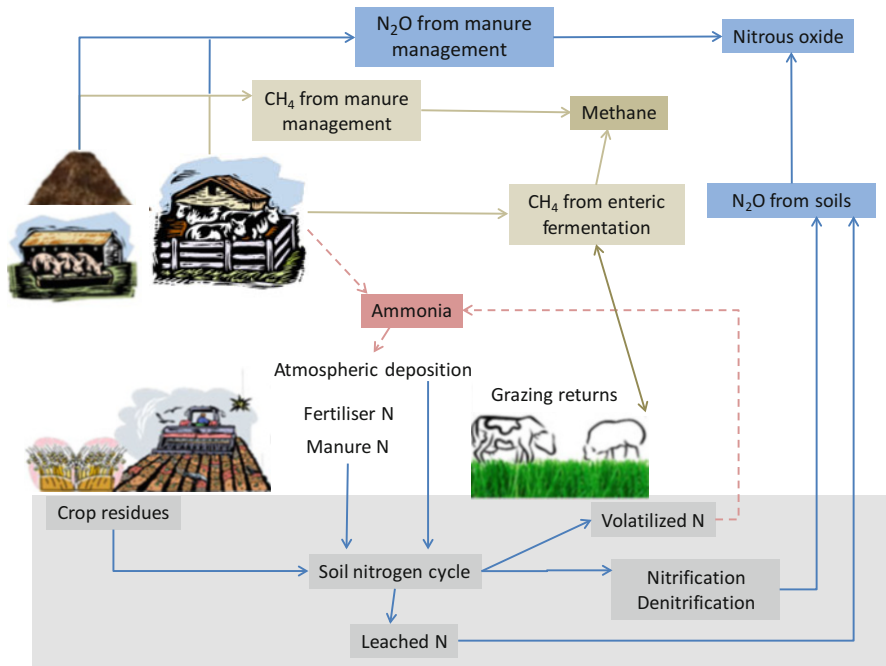 N₂O from manure
management
Nitrous oxide
CH₄ from manure
management
Methane
CH₄ from enteric
fermentation
N₂O from soils
Ammonia
Atmospheric deposition
Grazing returns
Fertiliser N
Manure N
Crop residues
Volatilized N
Soil nitrogen cycle
Nitrification
Denitrification
Leached N